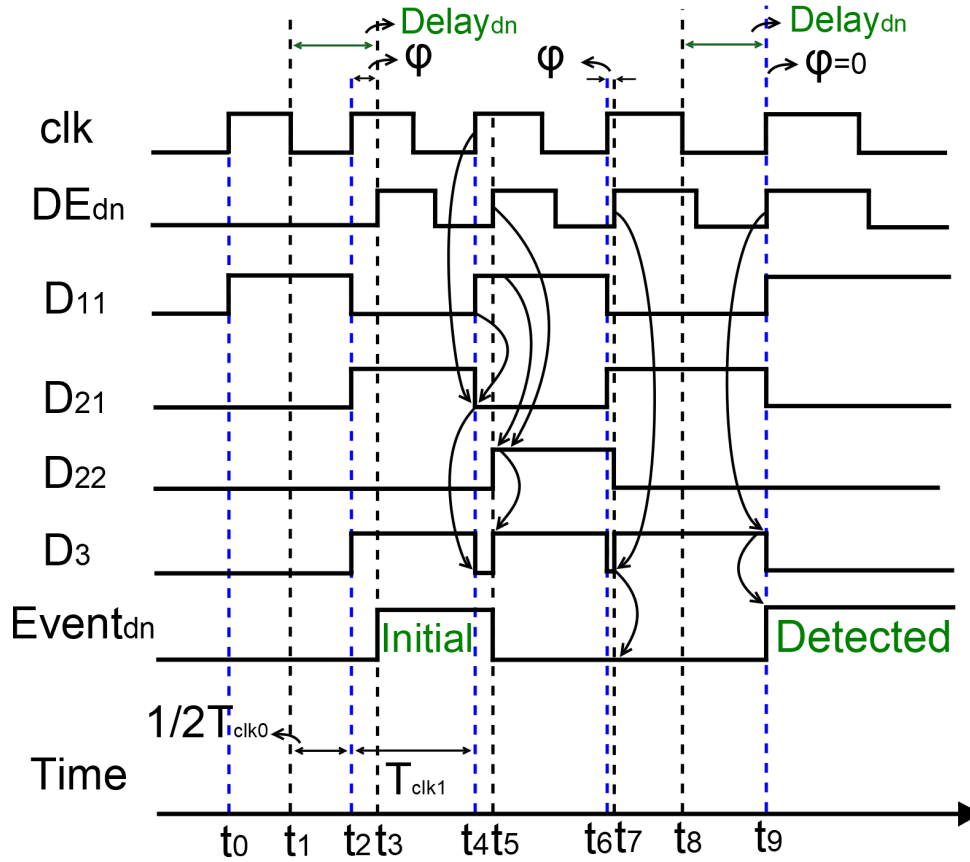 Delaydn
Delaydn
φ
φ
φ=0
clk
DEdn
D11
D21
D22
D3
Eventdn
Initial
Detected
1/2Tclk0
Tclk1
Time
t0 t1 t2 t3 t4 t5 t6 t7 t8 t9